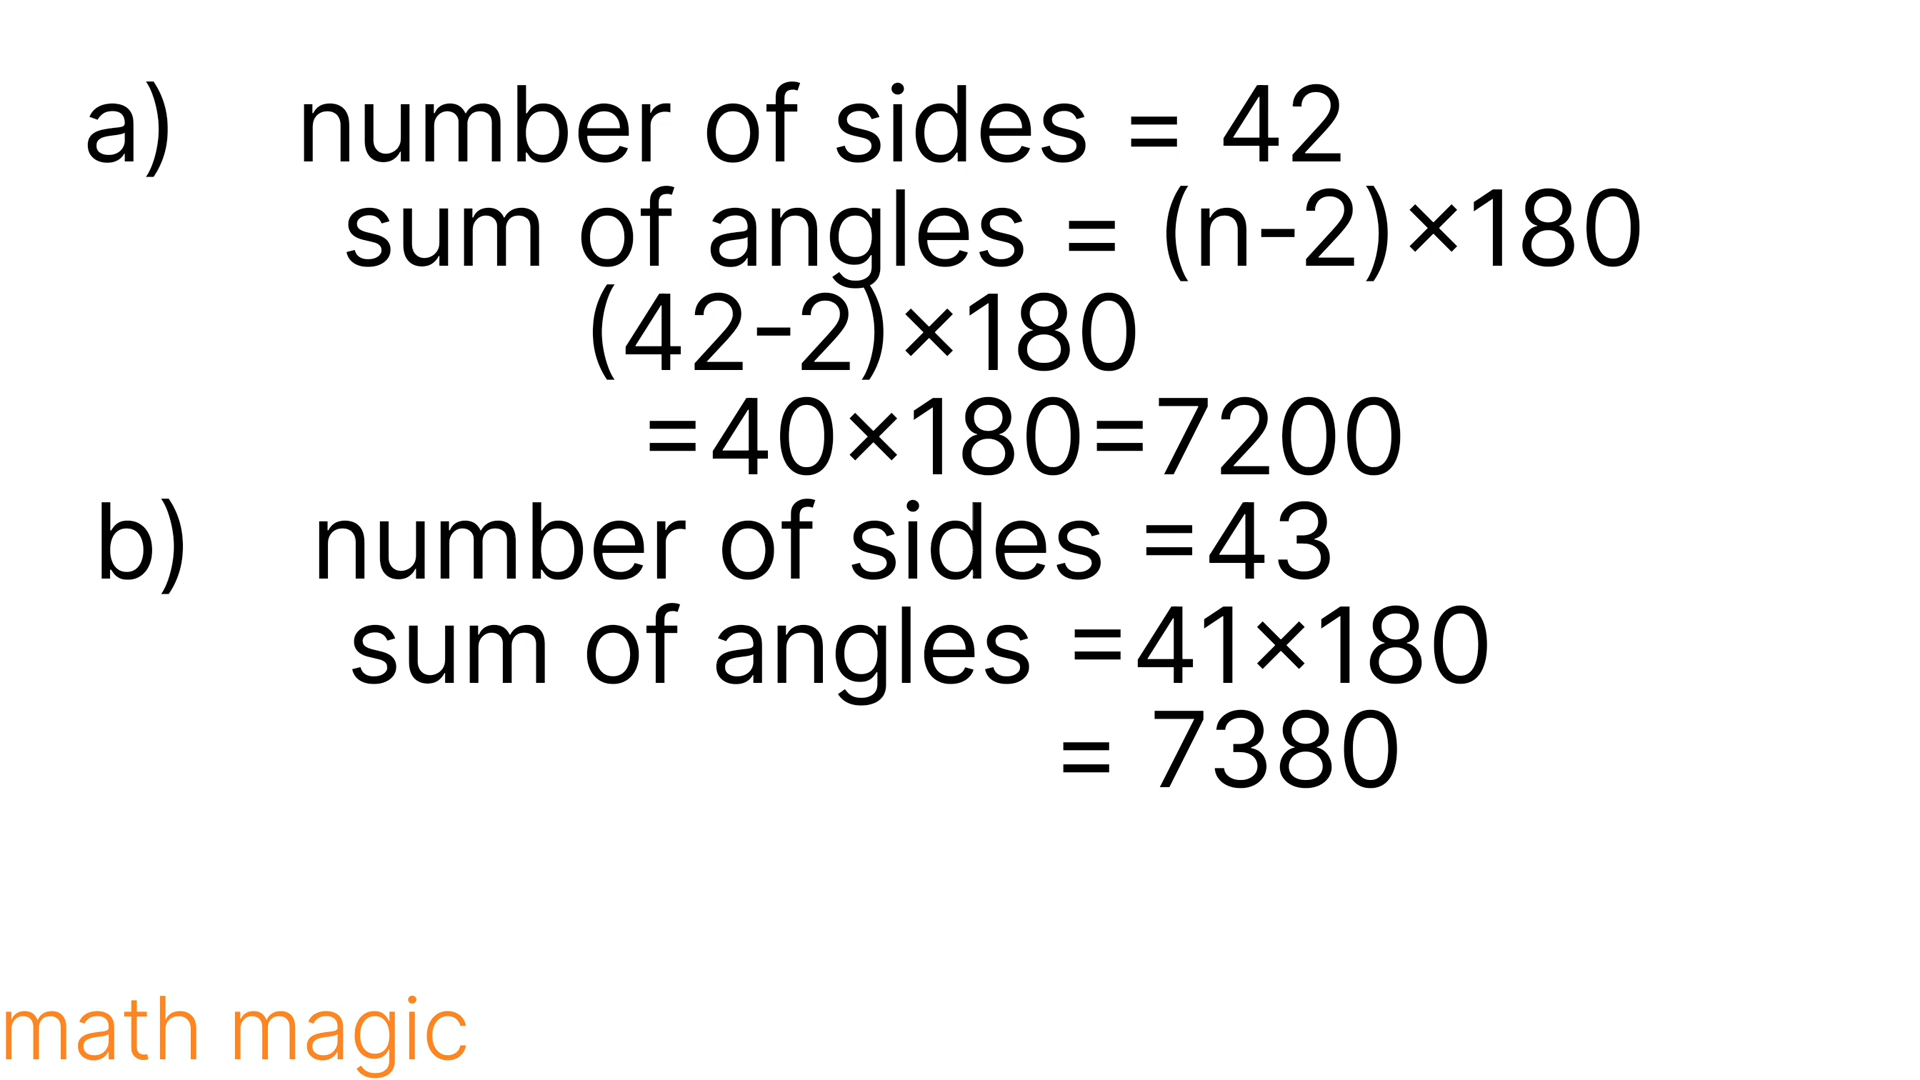 a) number of sides = 42
sum of angles = (n-2)×180
(42-2)×180
=40×180=7200
b) number of sides =43
sum of angles =41×180
= 7380
math magic